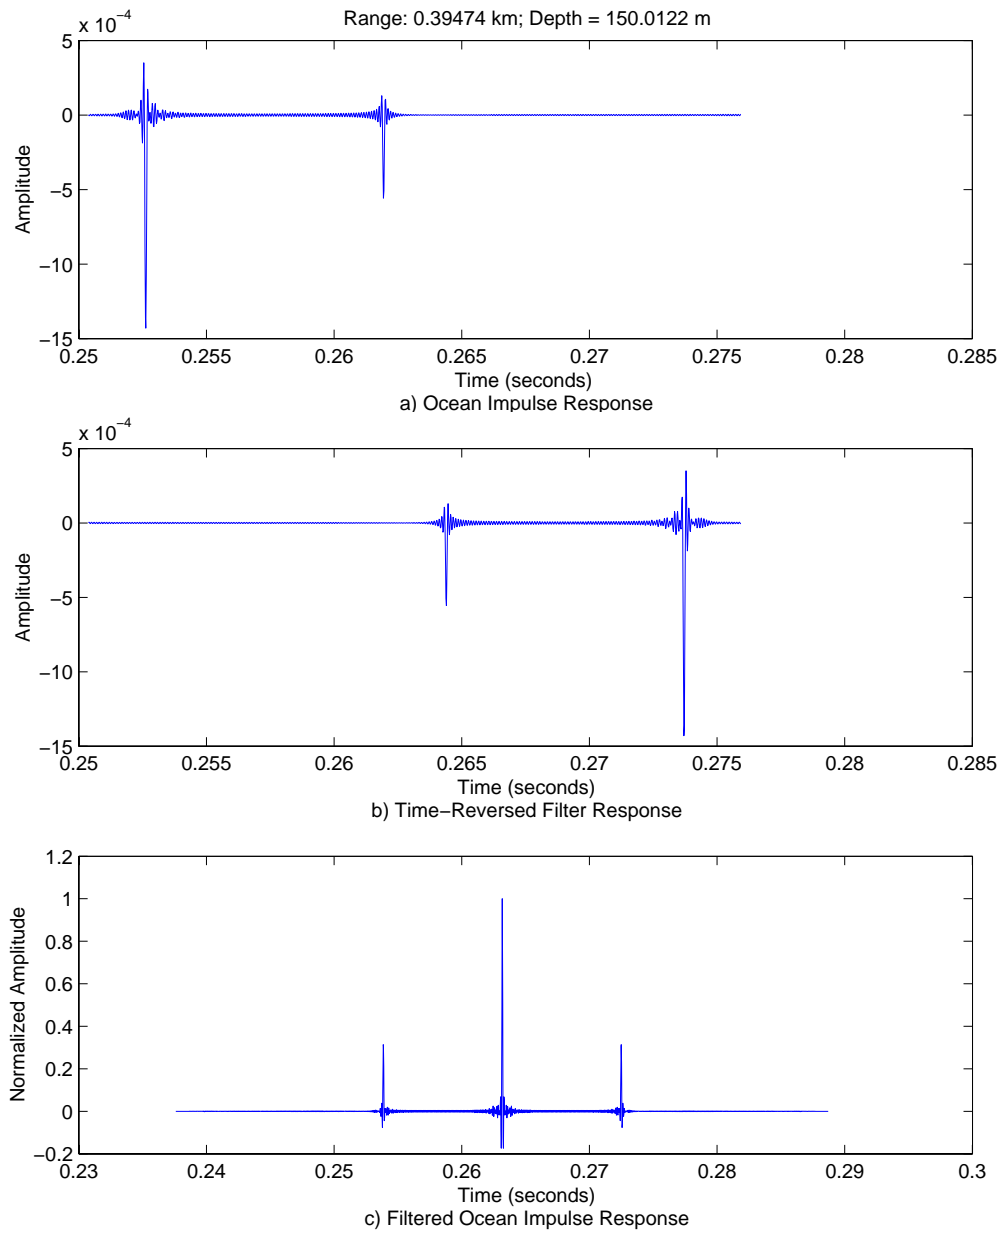 Range: 0.39474 km; Depth = 150.0122 m
x 10−4
5
0
−5
−10
−15
Amplitude
0.25 0.255 0.26 0.265 0.27 0.275 0.28 0.285
Time (seconds)
a) Ocean Impulse Response
x 10−4
5
0
−5
−10
−15
Amplitude
0.25 0.255 0.26 0.265 0.27 0.275 0.28 0.285
Time (seconds)
b) Time−Reversed Filter Response
1.2
1
0.8
0.6
0.4
0.2
0
−0.2
Normalized Amplitude
0.23 0.24 0.25 0.26 0.27 0.28 0.29 0.3
Time (seconds)
c) Filtered Ocean Impulse Response